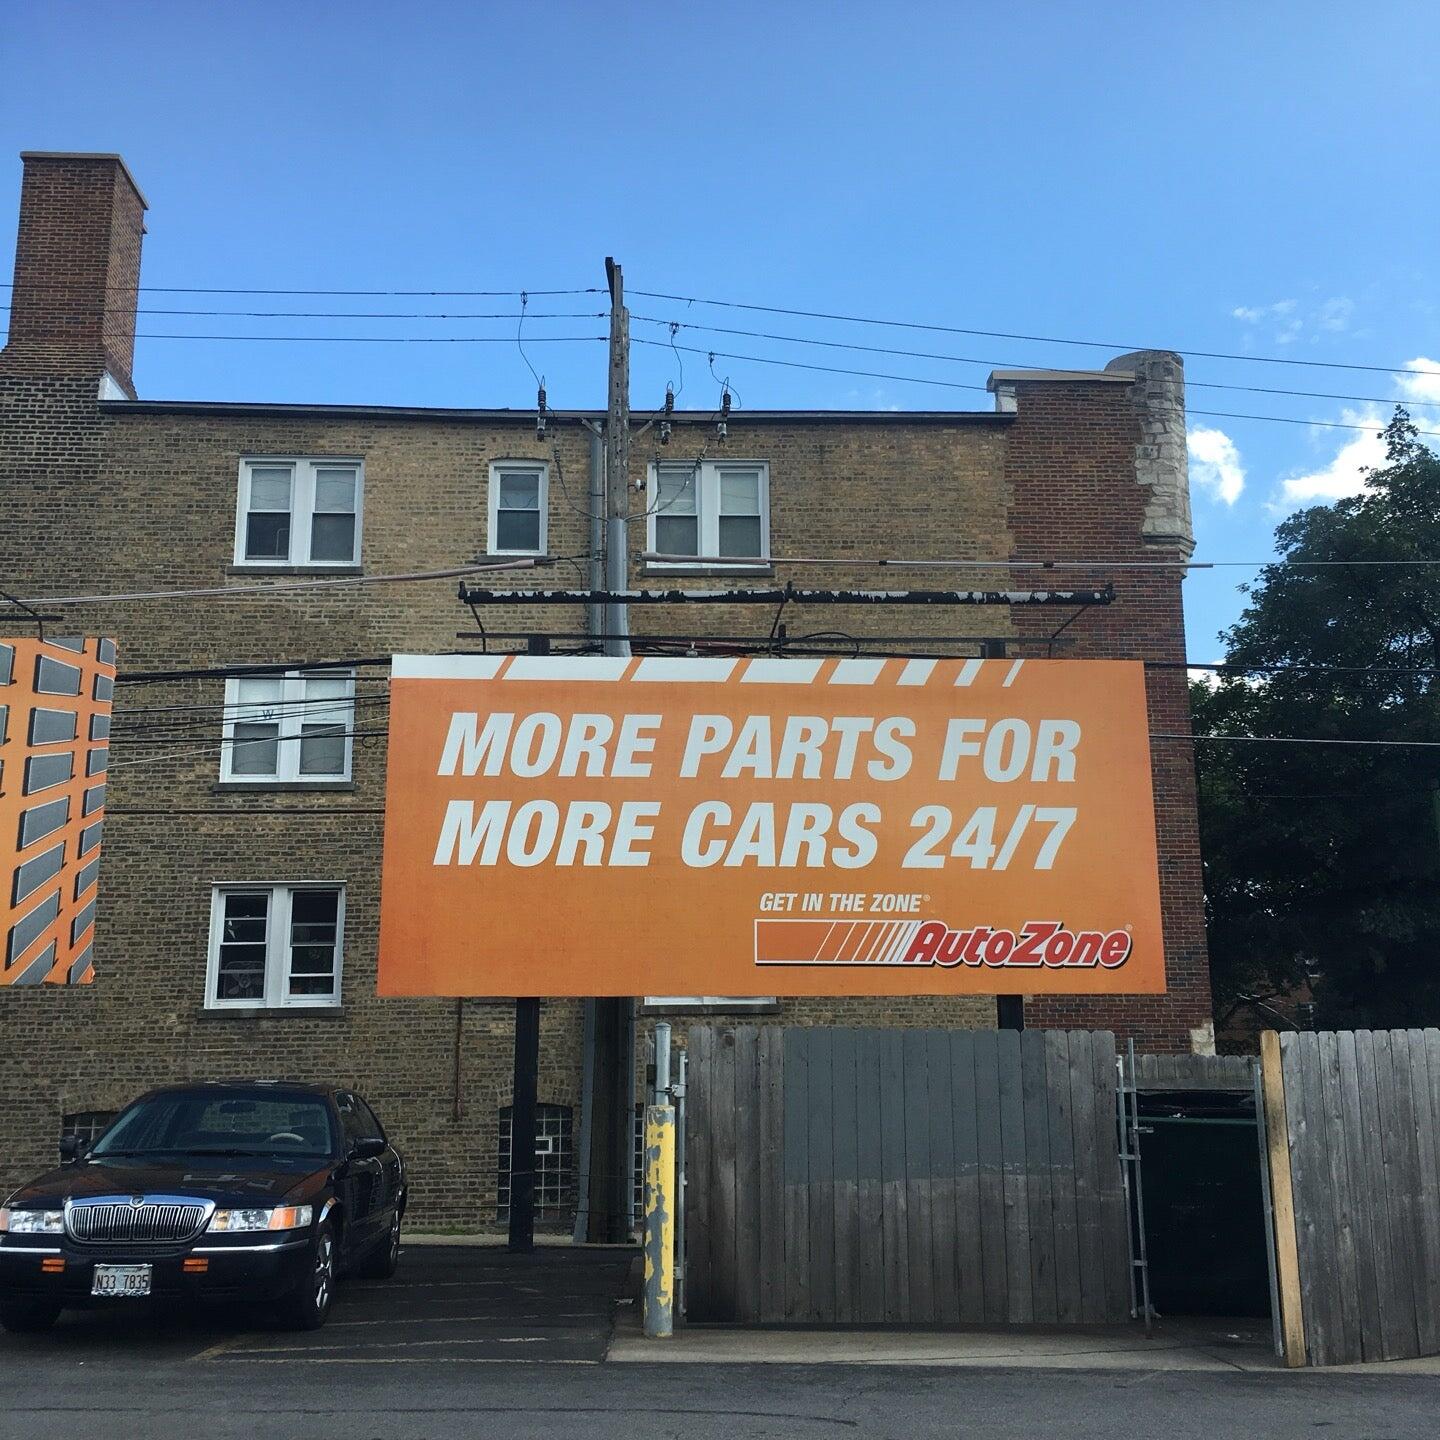 MORE PARTS FOR
MORE CARS 24/7
GET IN THE ZONE®
AutoZone®
N33 7835